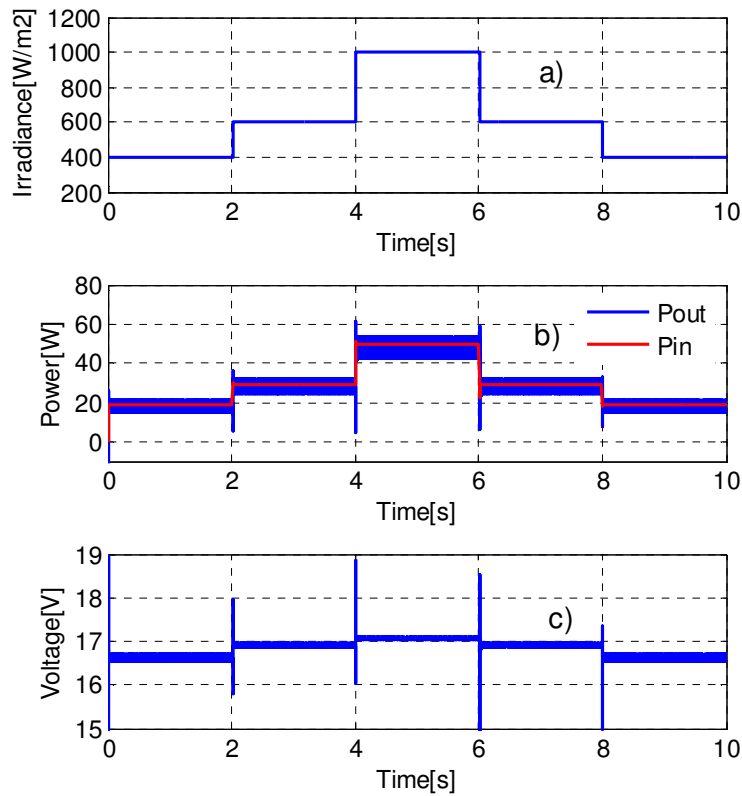 Irradiance[W/m2]
1200
1000
800
600
400
200
a)
0 2 4 6 8 10
Time[s]
Power[W]
80
60
40
20
0
b)
Pout
Pin
0 2 4 6 8 10
Time[s]
Voltage[V]
19
18
17
16
15
c)
0 2 4 6 8 10
Time[s]